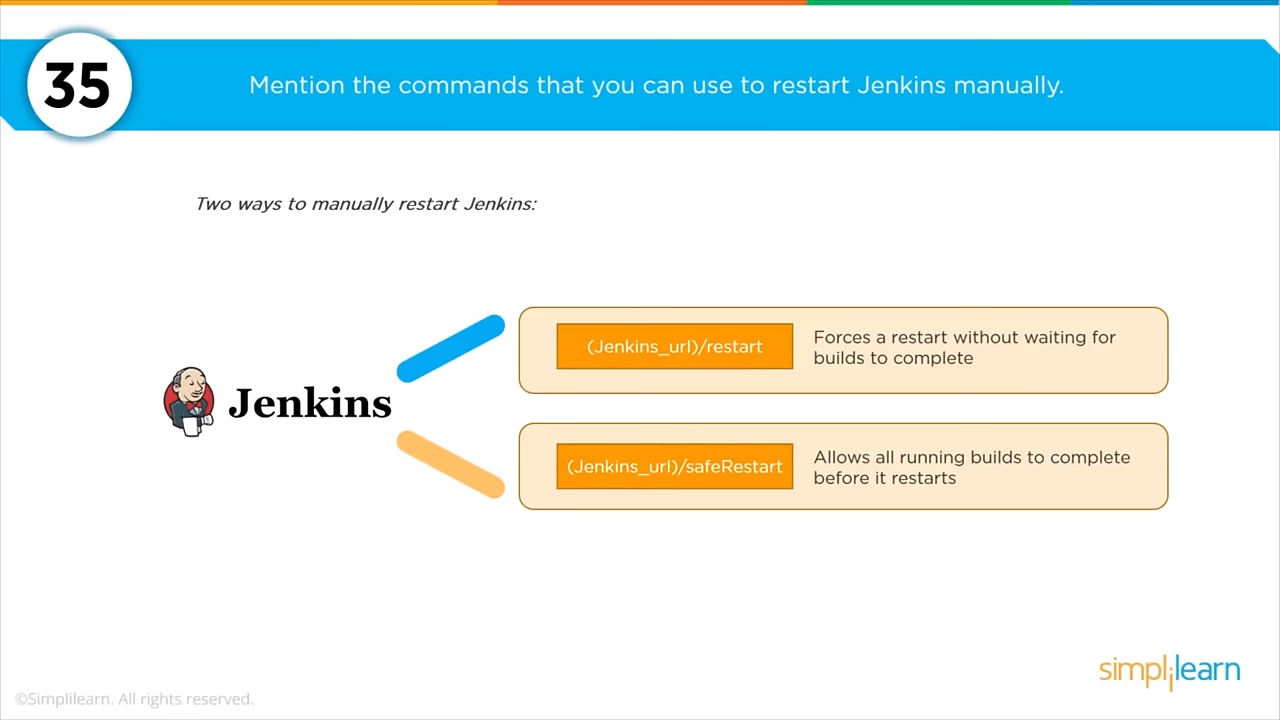 35
Mention the commands that you can use to restart Jenkins manually.
Two ways to manually restart Jenkins:
Jenkins
(Jenkins_url)/restart
Forces a restart without waiting for
builds to complete
(Jenkins_url)/safeRestart
Allows all running builds to complete
before it restarts
simplilearn
©Simplilearn. All rights reserved.